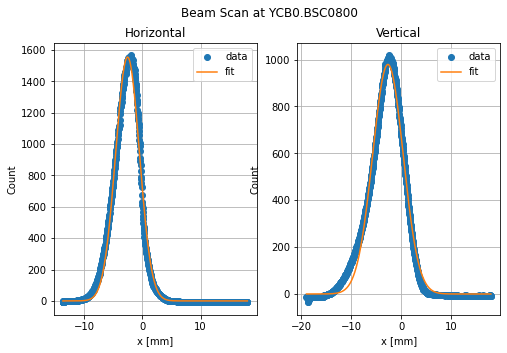 Beam Scan at YCB0.BSC0800
Horizontal
Vertical
data
fit
data
fit
Count
1600
1400
1200
1000
800
600
400
200
0
−10
0
10
x [mm]
Count
1000
800
600
400
200
0
−20
−10
0
10
x [mm]